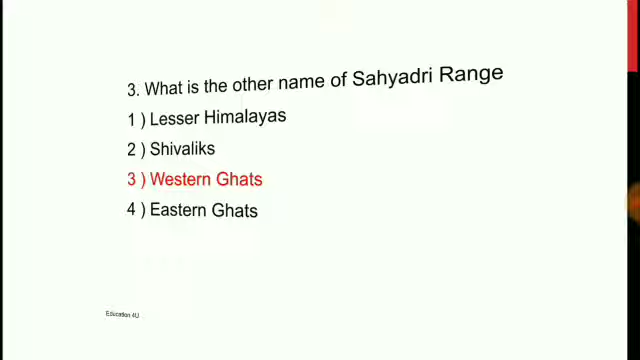 3. What is the other name of Sahyadri Range
1 ) Lesser Himalayas
2 ) Shivaliks
3 ) Western Ghats
4 ) Eastern Ghats
Education 4U